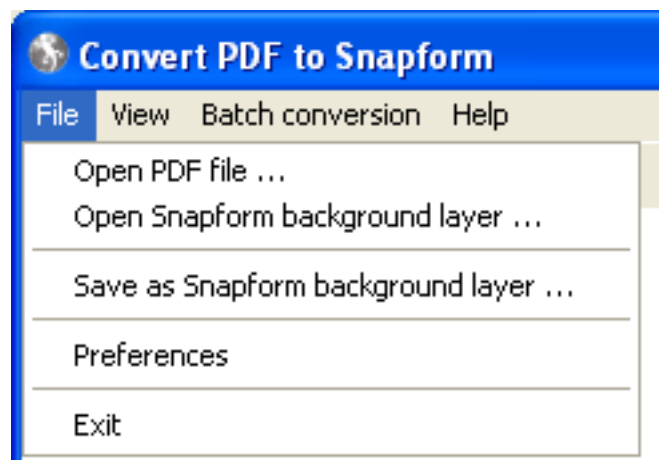 Convert PDF to Snapform
File View Batch conversion Help
Open PDF file ...
Open Snapform background layer ...
Save as Snapform background layer ...
Preferences
Exit